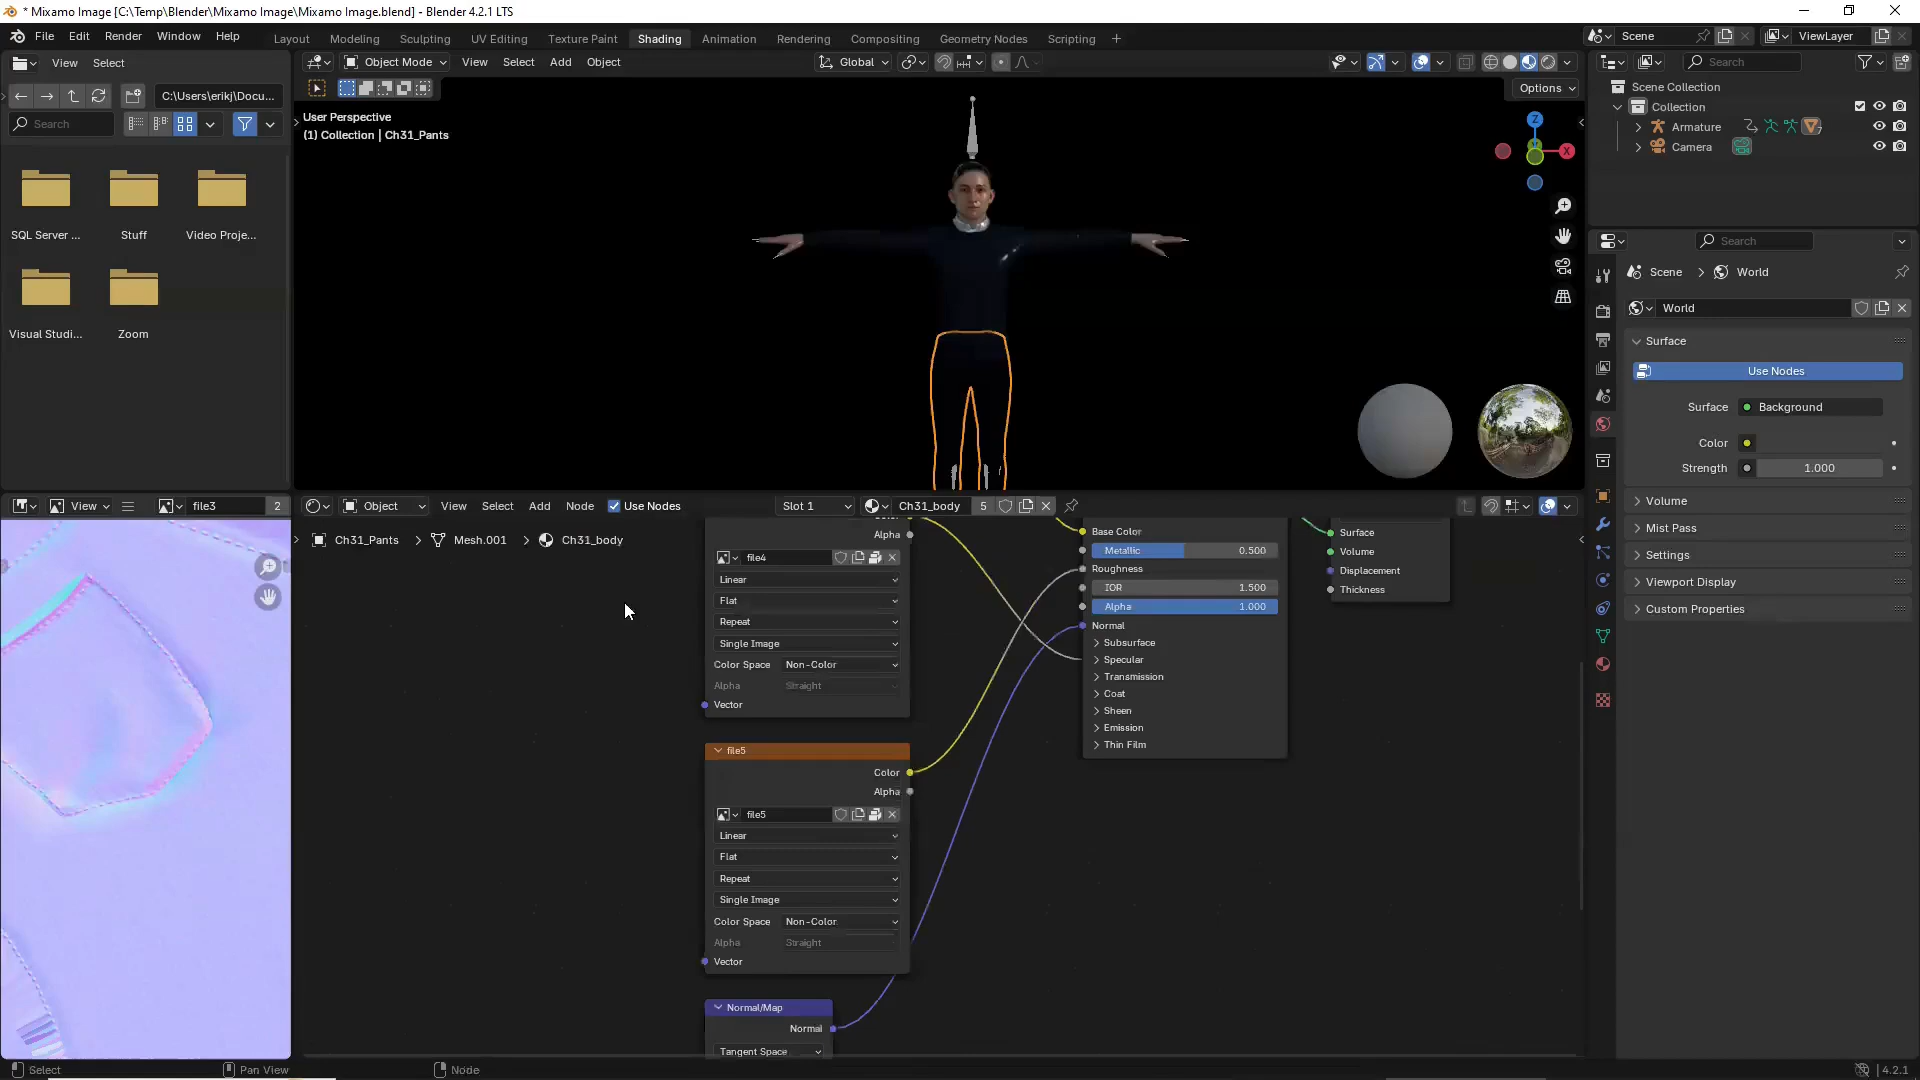 * Mixamo Image [C:\Temp\Blender\Mixamo Image\Mixamo Image.blend] - Blender 4.2.1 LTS
File Edit Render Window Help
Layout Modeling Sculpting UV Editing Texture Paint Shading Animation Rendering Compositing Geometry Nodes Scripting +
Scene
ViewLayer
View Select
C:\Users\erikj\Docu...
Search
SQL Server ...
Stuff
Video Proje...
Visual Studi...
Zoom
Object Mode View Select Add Object
Global
Options
User Perspective
(1) Collection | Ch31_Pants
Z
X
Search
Scene Collection
Collection
Armature
7
Camera
Search
Scene > World
World
Surface
Use Nodes
Surface Background
Color
Strength 1.000
Volume
Mist Pass
Settings
Viewport Display
Custom Properties
View file3 2
Object View Select Add Node Use Nodes Slot 1 Ch31_body 5
Ch31_Pants > Mesh.001 > Ch31_body
Alpha
file4
Linear
Flat
Repeat
Single Image
Color Space Non-Color
Alpha Straight
Vector
file5
Color
Alpha
file5
Linear
Flat
Repeat
Single Image
Color Space Non-Color
Alpha Straight
Vector
Normal/Map
Normal
Tangent Space
Base Color
Metallic 0.500
Roughness
IOR 1.500
Alpha 1.000
Normal
Subsurface
Specular
Transmission
Coat
Sheen
Emission
Thin Film
Surface
Volume
Displacement
Thickness
Select
Pan View
Node
4.2.1